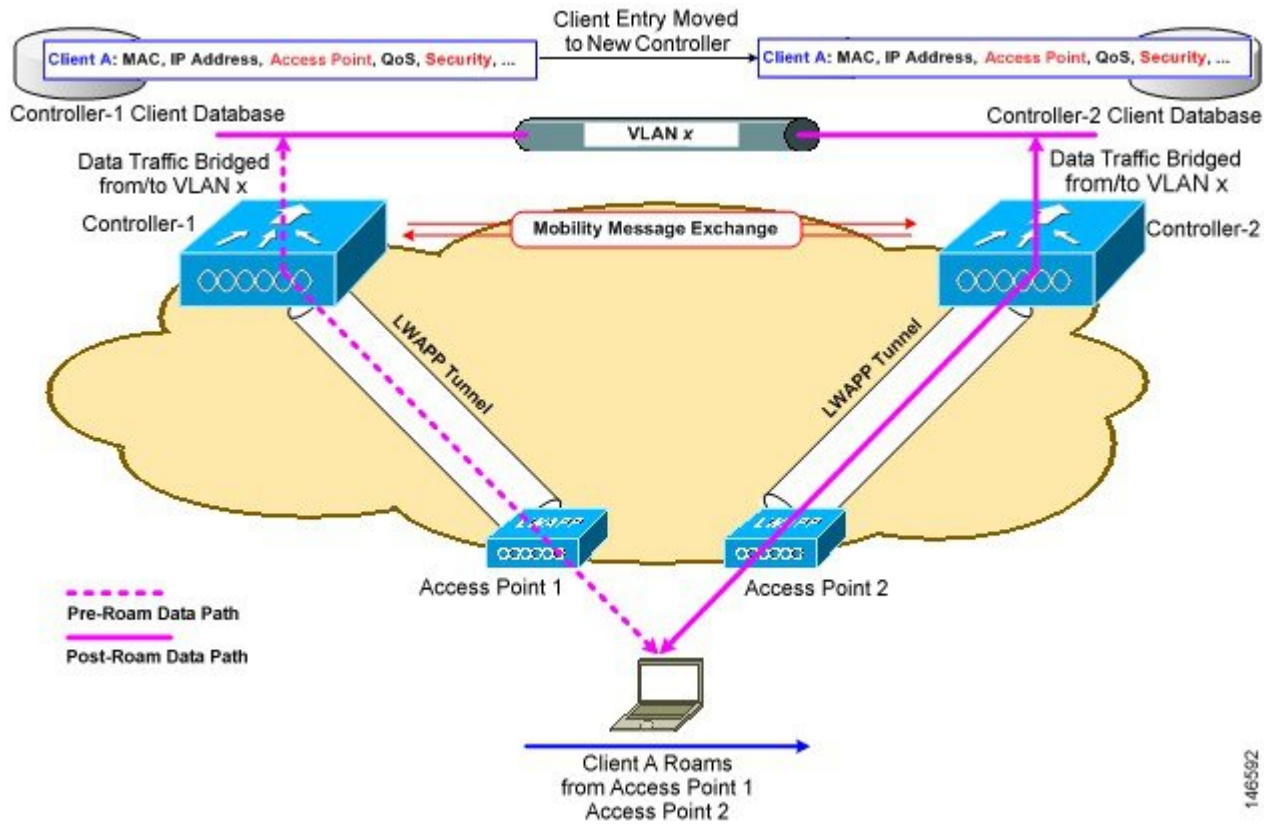 Client Entry Moved
to New Controller
Client A: MAC, IP Address, Access Point, QoS, Security, ...
Client A: MAC, IP Address, Access Point, QoS, Security, ...
Controller-1 Client Database
Controller-2 Client Database
VLAN x
Data Traffic Bridged
from/to VLAN x
Data Traffic Bridged
from/to VLAN x
Controller-1
Mobility Message Exchange
Controller-2
LWAPP Tunnel
LWAPP Tunnel
LWAPP
LWAPP
Access Point 1
Access Point 2
Pre-Roam Data Path
Post-Roam Data Path
Client A Roams
from Access Point 1
Access Point 2
146592